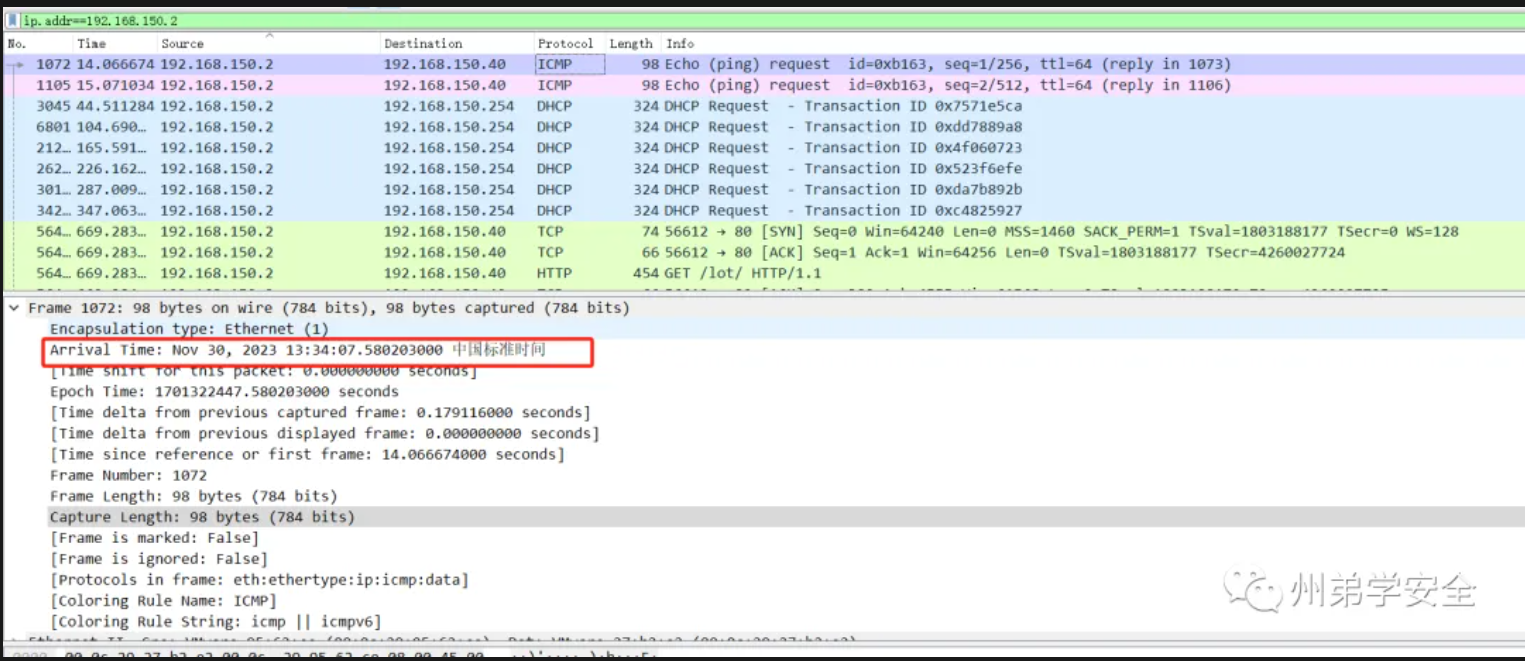 ip.addr==192.168.150.2
No. Time Source Destination Protocol Length Info
1072 14.066674 192.168.150.2 192.168.150.40 ICMP 98 Echo (ping) request id=0xb163, seq=1/256, ttl=64 (reply in 1073)
1105 15.071034 192.168.150.2 192.168.150.40 ICMP 98 Echo (ping) request id=0xb163, seq=2/512, ttl=64 (reply in 1106)
3045 44.511284 192.168.150.2 192.168.150.254 DHCP 324 DHCP Request - Transaction ID 0x7571e5ca
6801 104.690… 192.168.150.2 192.168.150.254 DHCP 324 DHCP Request - Transaction ID 0xdd7889a8
212… 165.591… 192.168.150.2 192.168.150.254 DHCP 324 DHCP Request - Transaction ID 0x4f060723
262… 226.162… 192.168.150.2 192.168.150.254 DHCP 324 DHCP Request - Transaction ID 0x523f6efe
301… 287.009… 192.168.150.2 192.168.150.254 DHCP 324 DHCP Request - Transaction ID 0xda7b892b
342… 347.063… 192.168.150.2 192.168.150.254 DHCP 324 DHCP Request - Transaction ID 0xc4825927
564… 669.283… 192.168.150.2 192.168.150.40 TCP 74 56612 → 80 [SYN] Seq=0 Win=64240 Len=0 MSS=1460 SACK_PERM=1 TSval=1803188177 TSecr=0 WS=128
564… 669.283… 192.168.150.2 192.168.150.40 TCP 66 56612 → 80 [ACK] Seq=1 Ack=1 Win=64256 Len=0 TSval=1803188177 TSecr=4260027724
564… 669.283… 192.168.150.2 192.168.150.40 HTTP 454 GET /lot/ HTTP/1.1
Frame 1072: 98 bytes on wire (784 bits), 98 bytes captured (784 bits)
Encapsulation type: Ethernet (1)
Arrival Time: Nov 30, 2023 13:34:07.580203000 中国标准时间
[Time shift for this packet: 0.000000000 seconds]
Epoch Time: 1701322447.580203000 seconds
[Time delta from previous captured frame: 0.179116000 seconds]
[Time delta from previous displayed frame: 0.000000000 seconds]
[Time since reference or first frame: 14.066674000 seconds]
Frame Number: 1072
Frame Length: 98 bytes (784 bits)
Capture Length: 98 bytes (784 bits)
[Frame is marked: False]
[Frame is ignored: False]
[Protocols in frame: eth:ethertype:ip:icmp:data]
[Coloring Rule Name: ICMP]
[Coloring Rule String: icmp || icmpv6]
州弟学安全